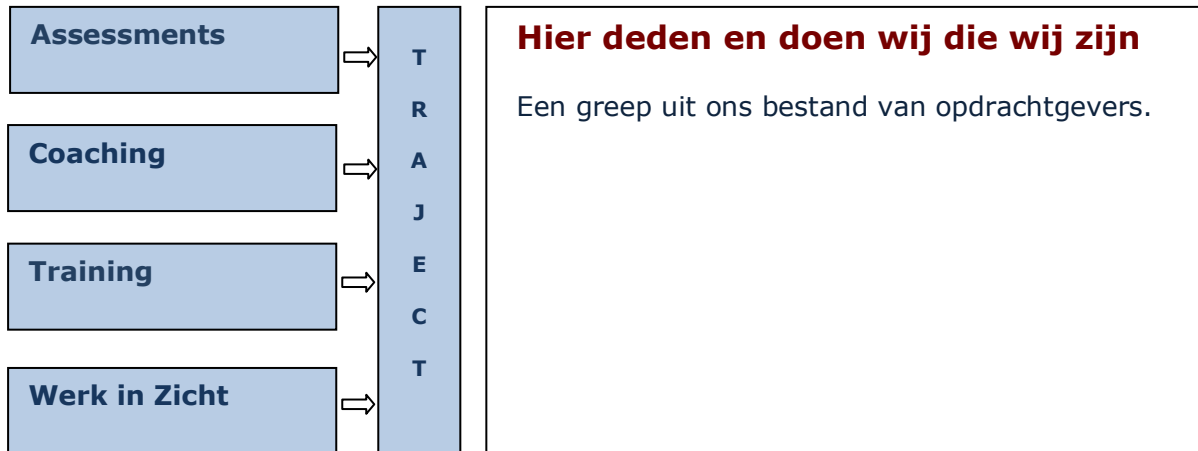 Assessments
Coaching
Training
Werk in Zicht
T
R
A
J
E
C
T
Hier deden en doen wij die wij zijn
Een greep uit ons bestand van opdrachtgevers.